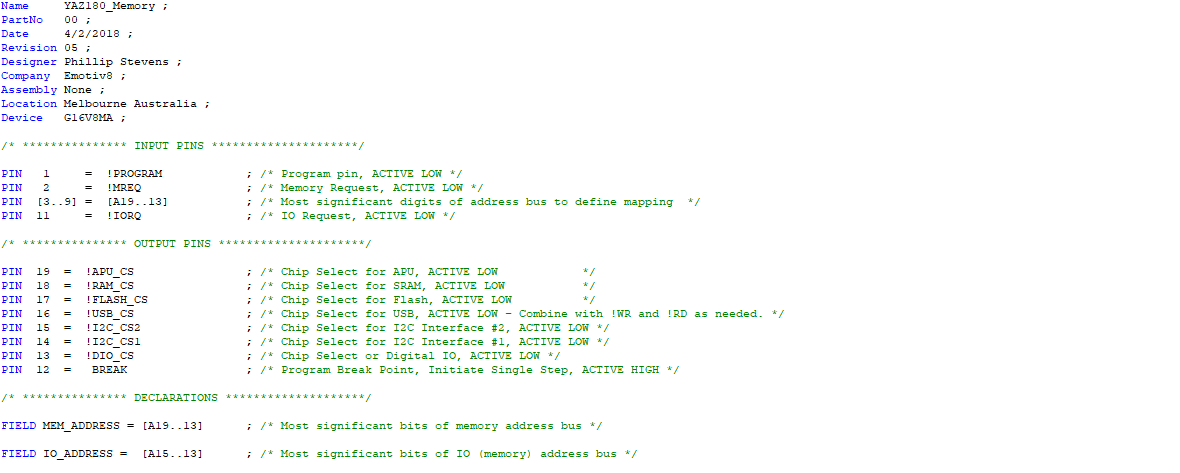 Name     YAZ180_Memory ;
PartNo   00 ;
Date     4/2/2018 ;
Revision 05 ;
Designer Phillip Stevens ;
Company  Emotiv8 ;
Assembly None ;
Location Melbourne Australia ;
Device   G16V8MA ;
/* *************** INPUT PINS *********************/
PIN   1     =  !PROGRAM            ; /* Program pin, ACTIVE LOW */
PIN   2     =  !MREQ               ; /* Memory Request, ACTIVE LOW */
PIN  [3..9] =  [A19..13]           ; /* Most significant digits of address bus to define mapping  */
PIN  11     =  !IORQ               ; /* IO Request, ACTIVE LOW */
/* *************** OUTPUT PINS *********************/
PIN  19  =  !APU_CS                ; /* Chip Select for APU, ACTIVE LOW            */
PIN  18  =  !RAM_CS                ; /* Chip Select for SRAM, ACTIVE LOW           */
PIN  17  =  !FLASH_CS              ; /* Chip Select for Flash, ACTIVE LOW          */
PIN  16  =  !USB_CS                ; /* Chip Select for USB, ACTIVE LOW - Combine with !WR and !RD as needed. */
PIN  15  =  !I2C_CS2               ; /* Chip Select for I2C Interface #2, ACTIVE LOW */
PIN  14  =  !I2C_CS1               ; /* Chip Select for I2C Interface #1, ACTIVE LOW */
PIN  13  =  !DIO_CS                ; /* Chip Select or Digital IO, ACTIVE LOW */
PIN  12  =   BREAK                 ; /* Program Break Point, Initiate Single Step, ACTIVE HIGH */
/* *************** DECLARATIONS ********************/
FIELD MEM_ADDRESS = [A19..13]      ; /* Most significant bits of memory address bus */
FIELD IO_ADDRESS =  [A15..13]      ; /* Most significant bits of IO (memory) address bus */